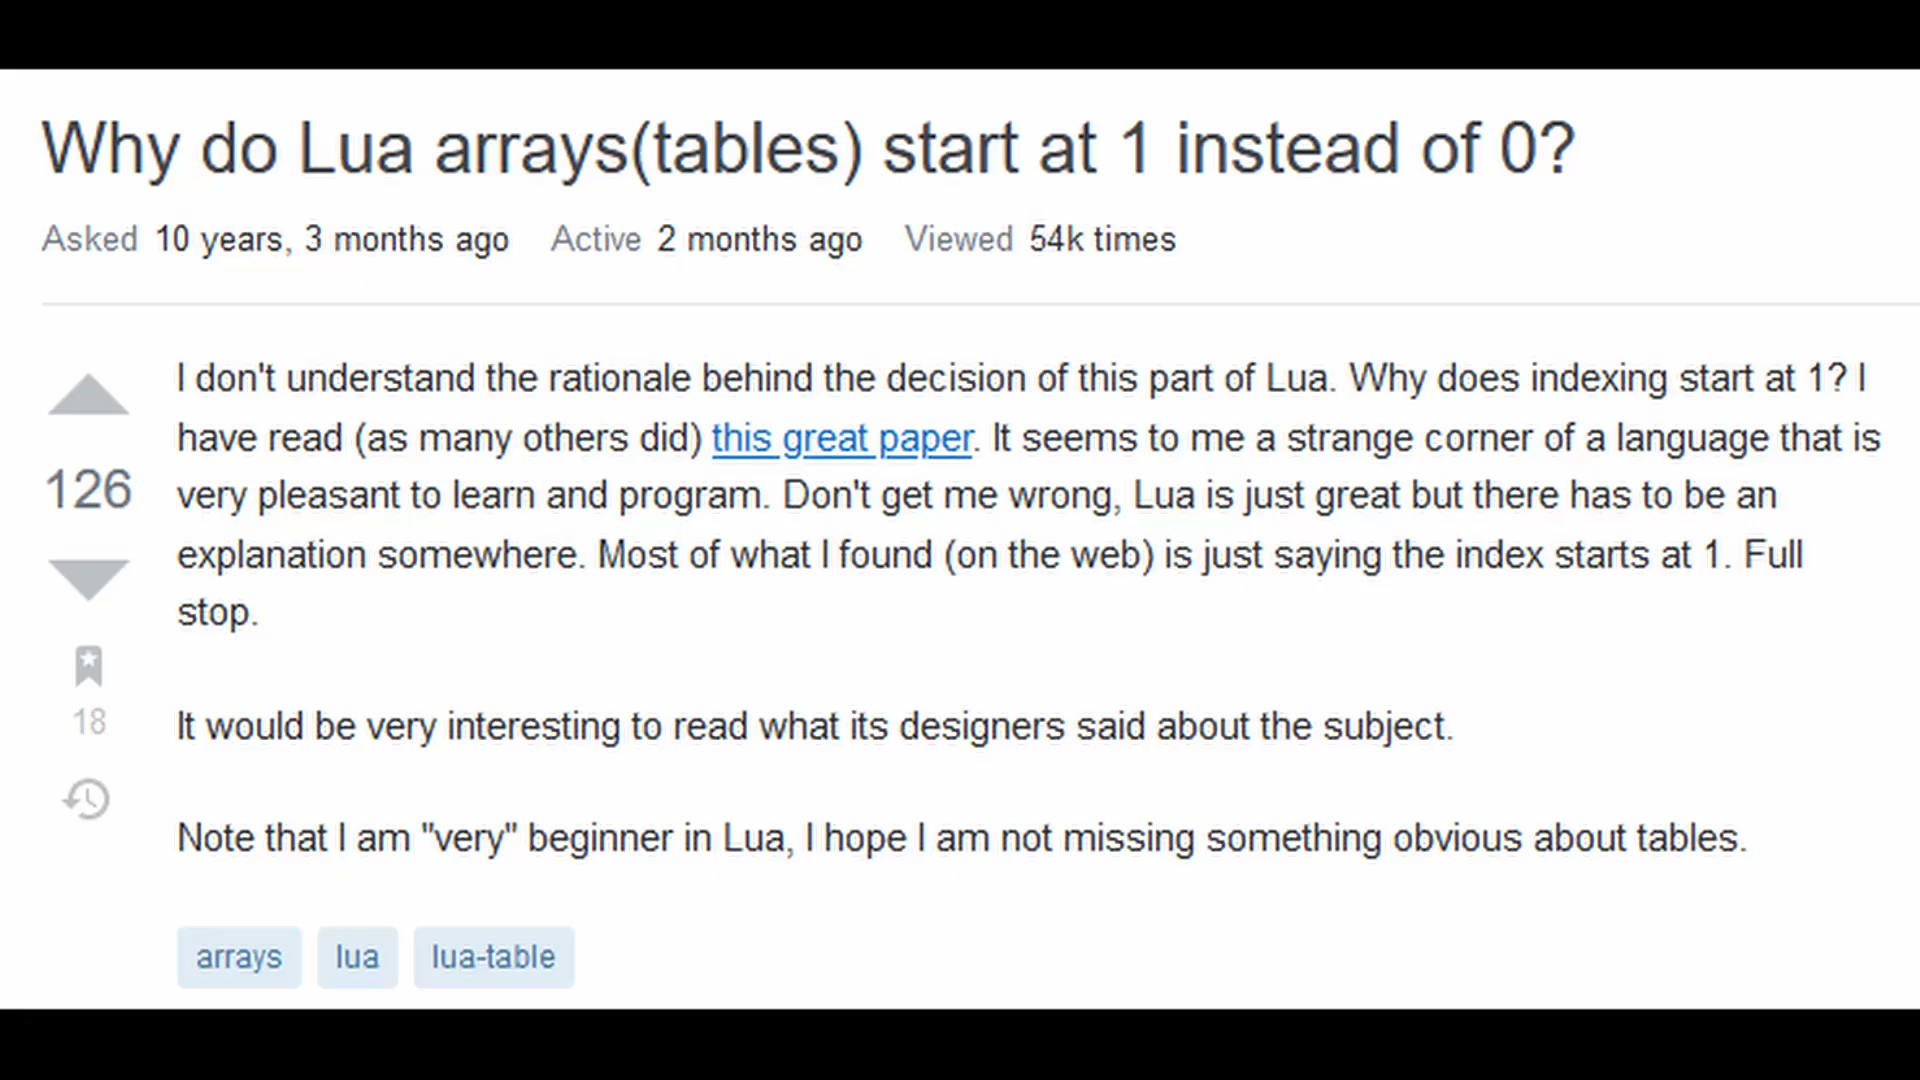 Why do Lua arrays(tables) start at 1 instead of 0?
Asked 10 years, 3 months ago Active 2 months ago Viewed 54k times
I don't understand the rationale behind the decision of this part of Lua. Why does indexing start at 1? I
have read (as many others did) this great paper. It seems to me a strange corner of a language that is
126
very pleasant to learn and program. Don't get me wrong, Lua is just great but there has to be an
explanation somewhere. Most of what I found (on the web) is just saying the index starts at 1. Full
stop.
18
It would be very interesting to read what its designers said about the subject.
Note that I am "very" beginner in Lua, I hope I am not missing something obvious about tables.
arrays lua lua-table